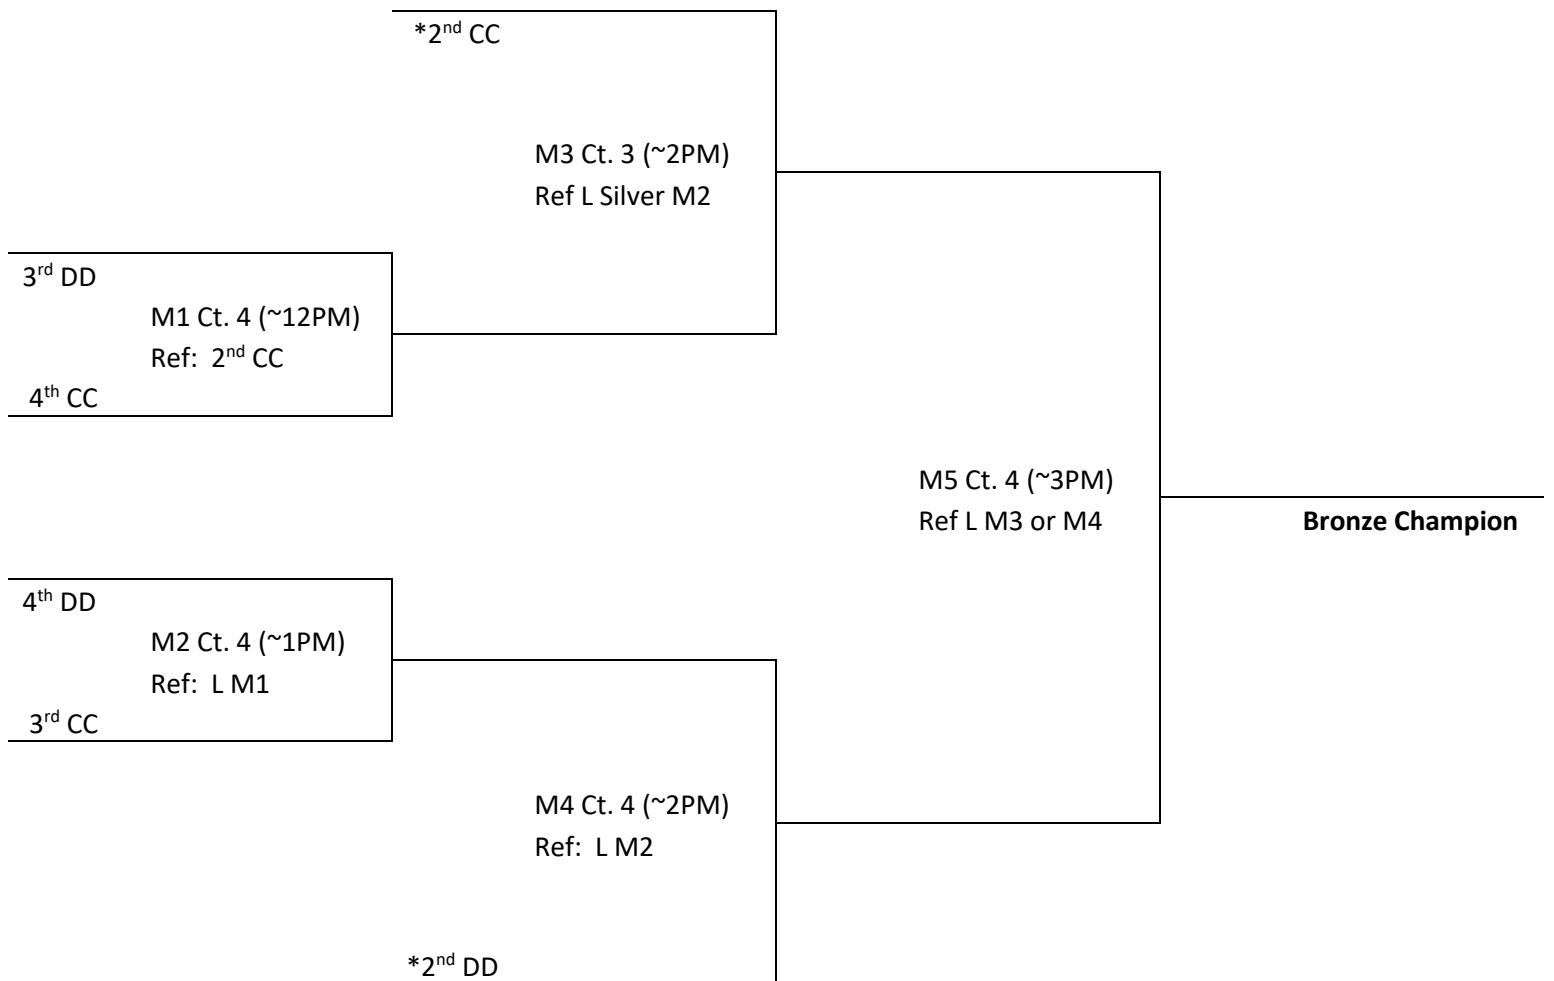 *2nd CC
M3 Ct. 3 (~2PM)
Ref L Silver M2
3rd DD
M1 Ct. 4 (~12PM)
Ref:  2nd CC
4th CC
M5 Ct. 4 (~3PM)
Ref L M3 or M4
Bronze Champion
4th DD
M2 Ct. 4 (~1PM)
Ref:  L M1
3rd CC
M4 Ct. 4 (~2PM)
Ref:  L M2
*2nd DD